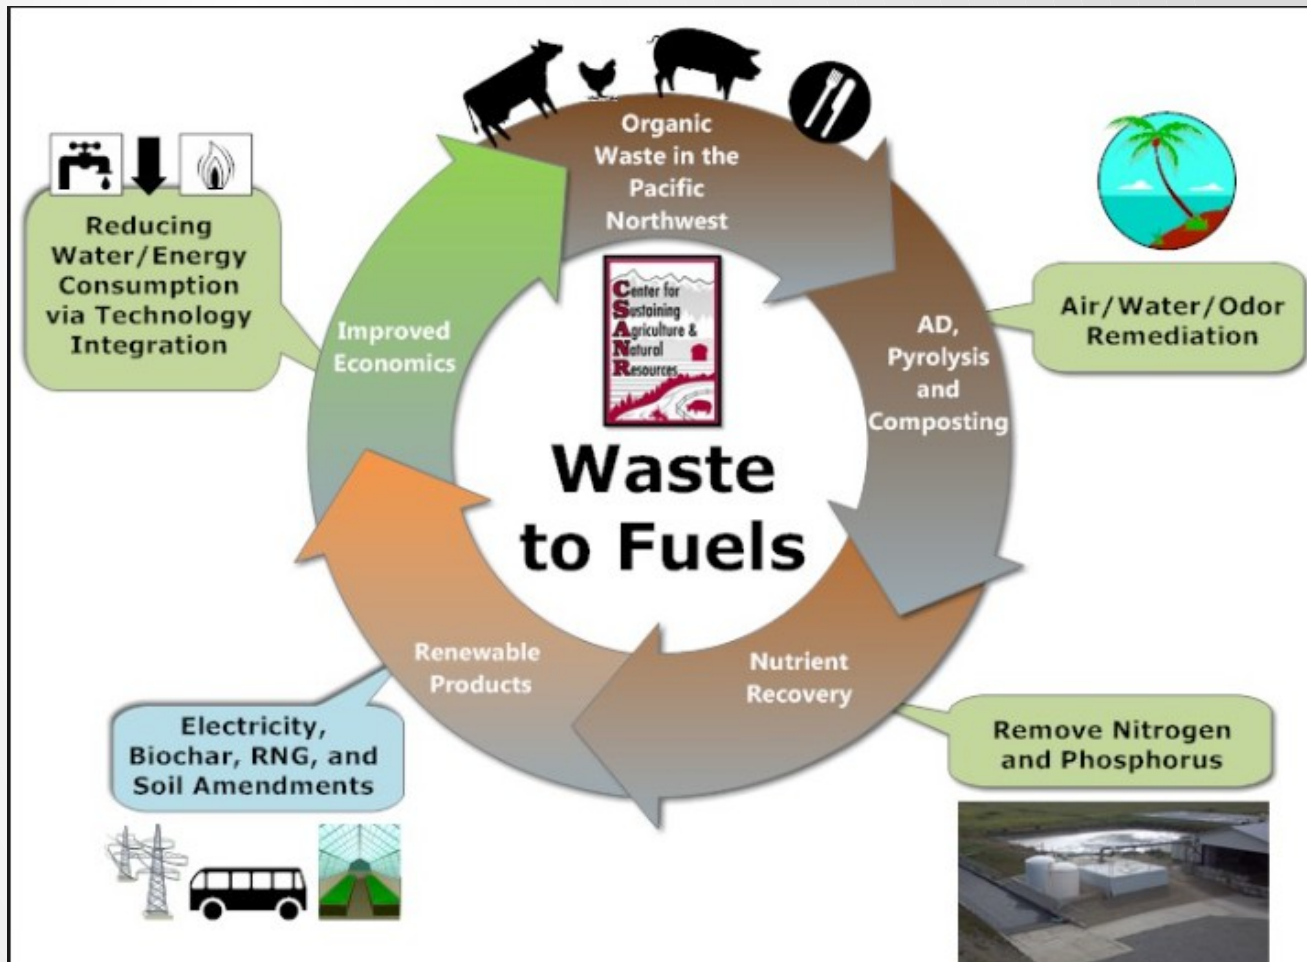 Organic
Waste in the
Pacific
Northwest
AD,
Pyrolysis
and
Composting
Air/Water/Odor
Remediation
Nutrient
Recovery
Remove Nitrogen
and Phosphorus
Renewable
Products
Electricity,
Biochar, RNG, and
Soil Amendments
Improved
Economics
Reducing
Water/Energy
Consumption
via Technology
Integration
Center for
Sustaining
Agriculture &
Natural
Resources
Waste
to Fuels